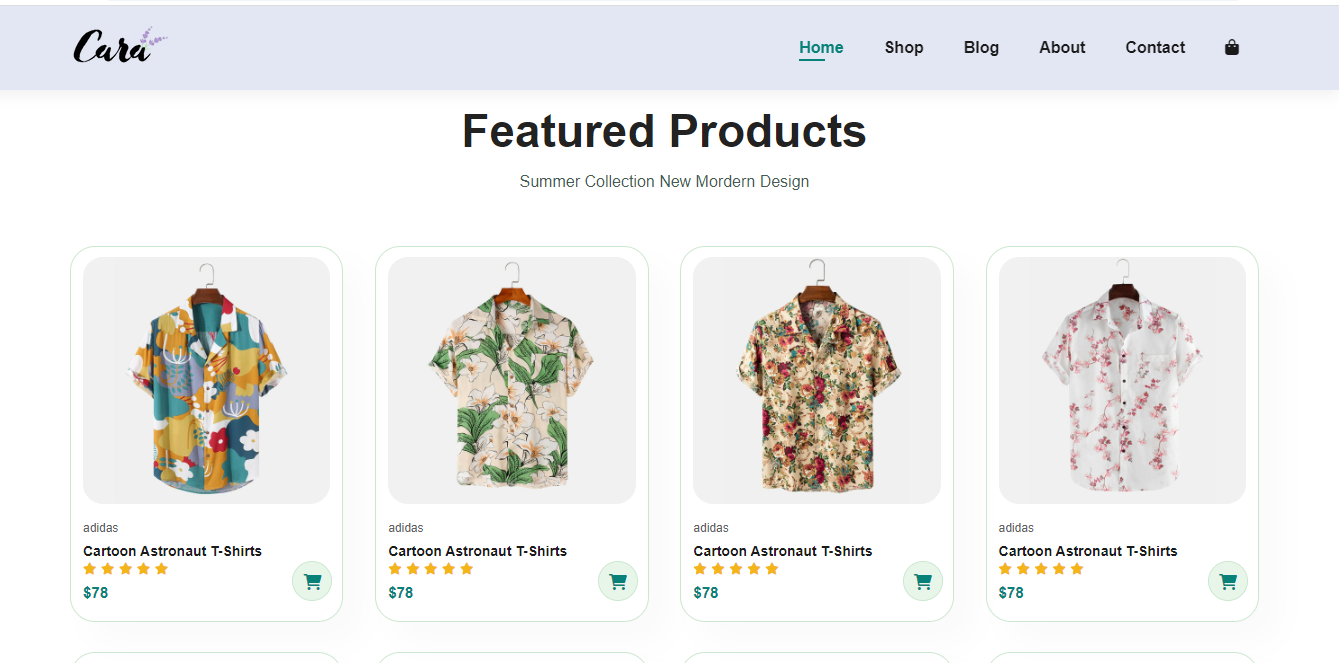 Cara
Home Shop Blog About Contact
Featured Products
Summer Collection New Mordern Design
adidas
Cartoon Astronaut T-Shirts
$78
adidas
Cartoon Astronaut T-Shirts
$78
adidas
Cartoon Astronaut T-Shirts
$78
adidas
Cartoon Astronaut T-Shirts
$78